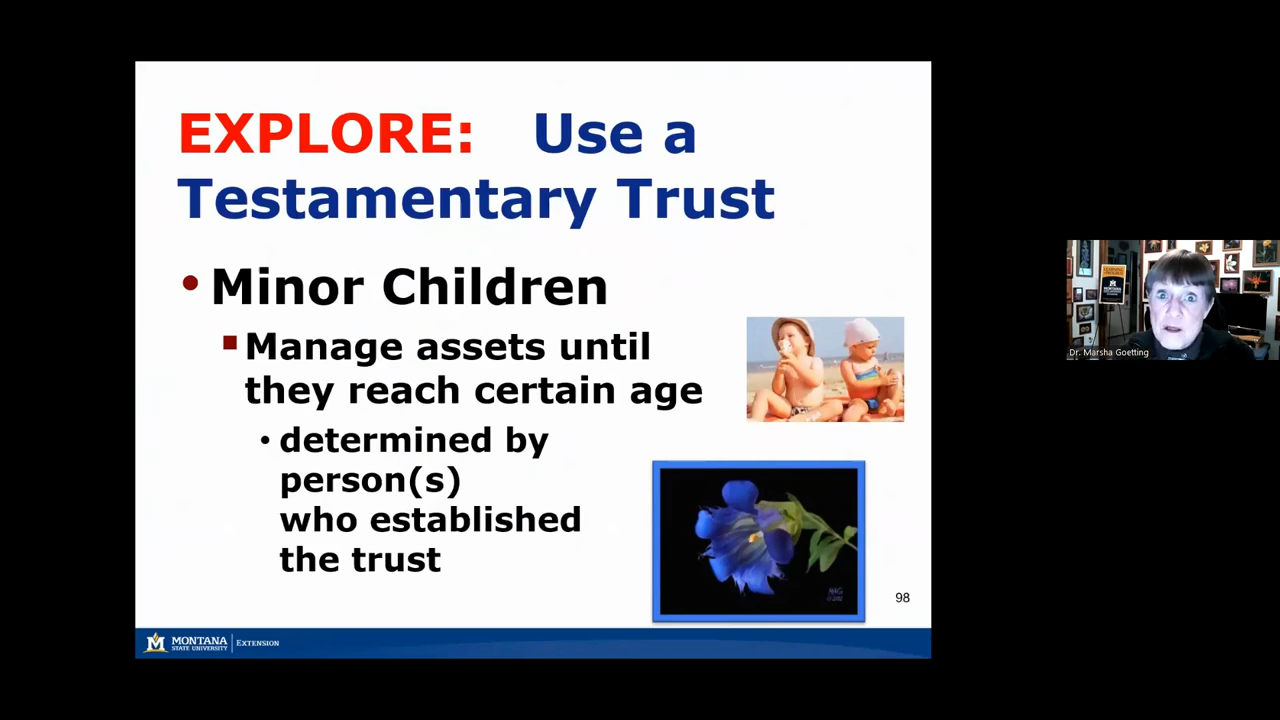 EXPLORE: Use a
Testamentary Trust
• Minor Children
▪ Manage assets until
they reach certain age
• determined by
person(s)
who established
the trust
98
M MONTANA
STATE UNIVERSITY
EXTENSION
Dr. Marsha Goetting